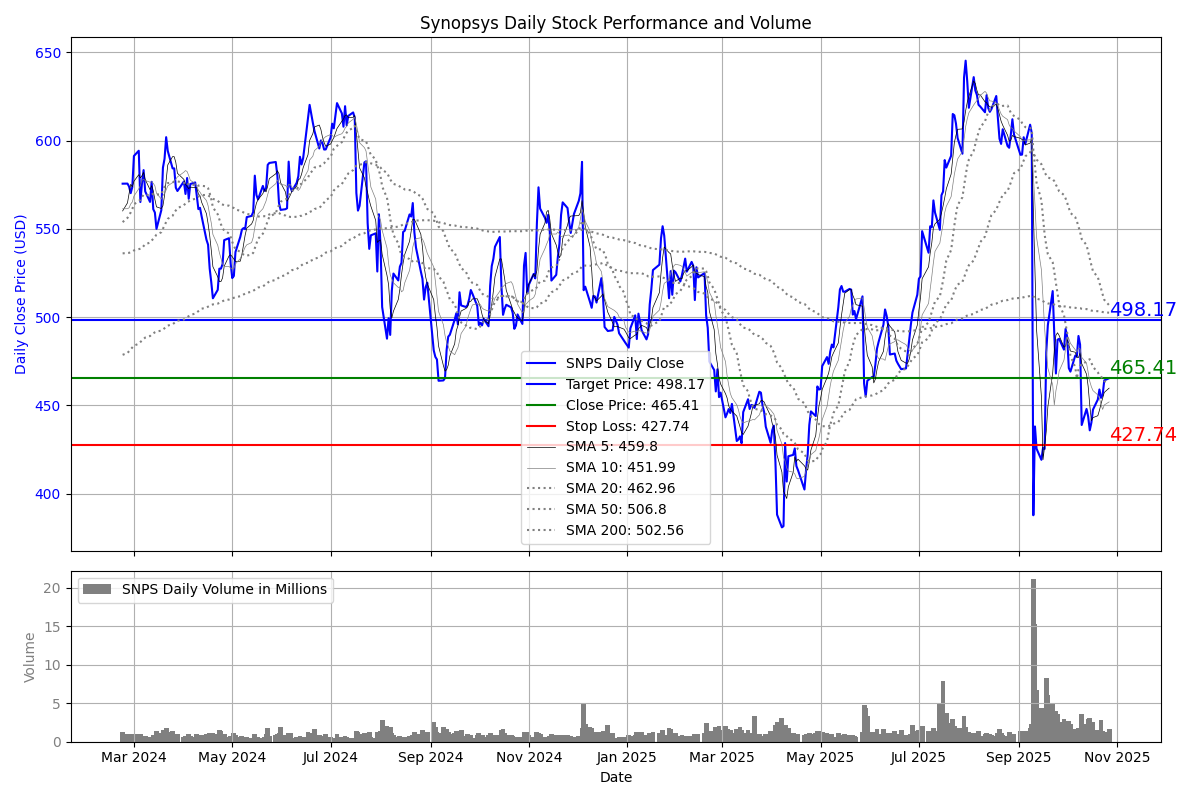 Synopsys Daily Stock Performance and Volume
Daily Close Price (USD)
650
600
550
500
450
400
498.17
465.41
427.74
SNPS Daily Close
Target Price: 498.17
Close Price: 465.41
Stop Loss: 427.74
SMA 5: 459.8
SMA 10: 451.99
SMA 20: 462.96
SMA 50: 506.8
SMA 200: 502.56
SNPS Daily Volume in Millions
Volume
20
15
10
5
0
Mar 2024
May 2024
Jul 2024
Sep 2024
Nov 2024
Jan 2025
Mar 2025
May 2025
Jul 2025
Sep 2025
Nov 2025
Date